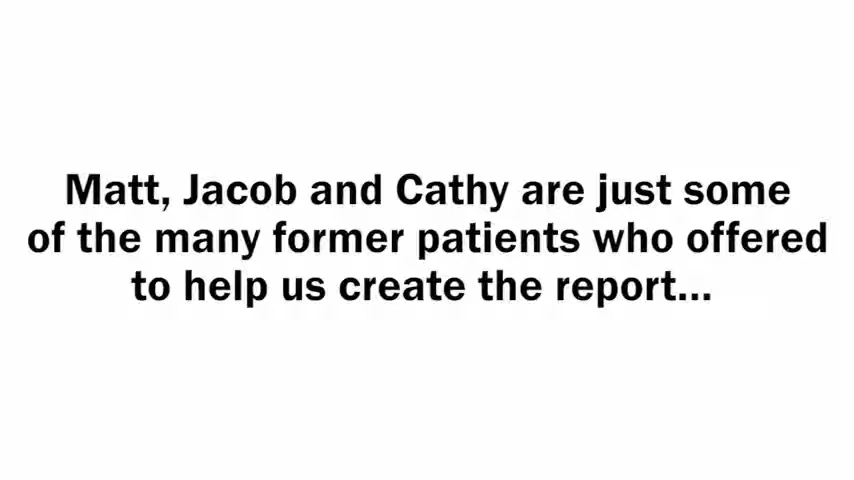 Matt, Jacob and Cathy are just some
of the many former patients who offered
to help us create the report...